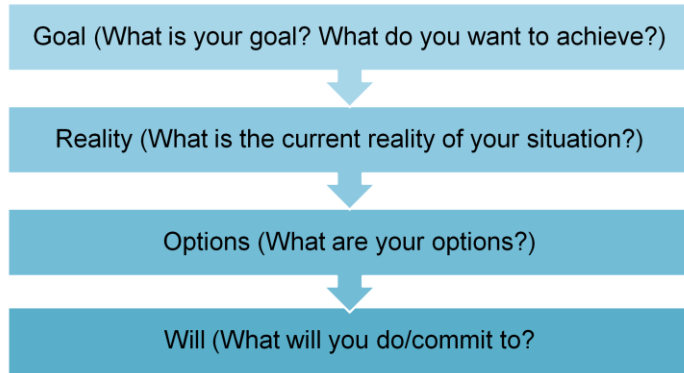 Goal (What is your goal? What do you want to achieve?)
Reality (What is the current reality of your situation?)
Options (What are your options?)
Will (What will you do/commit to?